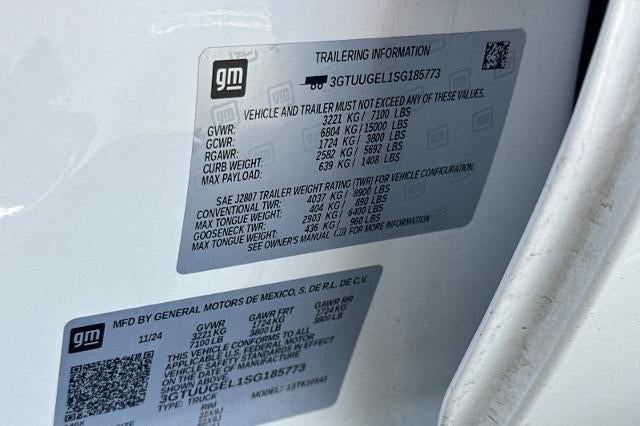 gm
TRAILERING INFORMATION
3GTUUGEL1SG185773
VEHICLE AND TRAILER MUST NOT EXCEED ANY OF THESE VALUES.
GVWR: 3221 KG / 7100 LBS
GCWR: 6804 KG / 15000 LBS
RGAWR: 1724 KG / 3800 LBS
CURB WEIGHT: 2582 KG / 5692 LBS
MAX PAYLOAD: 639 KG / 1408 LBS
SAE J2807 TRAILER WEIGHT RATING (TWR) FOR VEHICLE CONFIGURATION.
CONVENTIONAL TWR: 4037 KG / 8900 LBS
MAX TONGUE WEIGHT: 404 KG / 890 LBS
GOOSENECK TWR: 2903 KG / 6400 LBS
MAX TONGUE WEIGHT: 436 KG / 960 LBS
SEE OWNER'S MANUAL FOR MORE INFORMATION
gm
MFD BY GENERAL MOTORS DE MEXICO, S. DE R.L. DE C.V.
11/24 GVWR GAWR FRT GAWR RR
3221 KG 1724 KG 1724 KG
7100 LB 3800 LB 3800 LB
THIS VEHICLE CONFORMS TO ALL
APPLICABLE U.S. FEDERAL MOTOR
VEHICLE SAFETY STANDARDS IN
EFFECT ON THE DATE OF MANUFACTURE
SHOWN ABOVE.
3GTUUGEL1SG185773
TYPE: TRUCK MODEL:
RIM